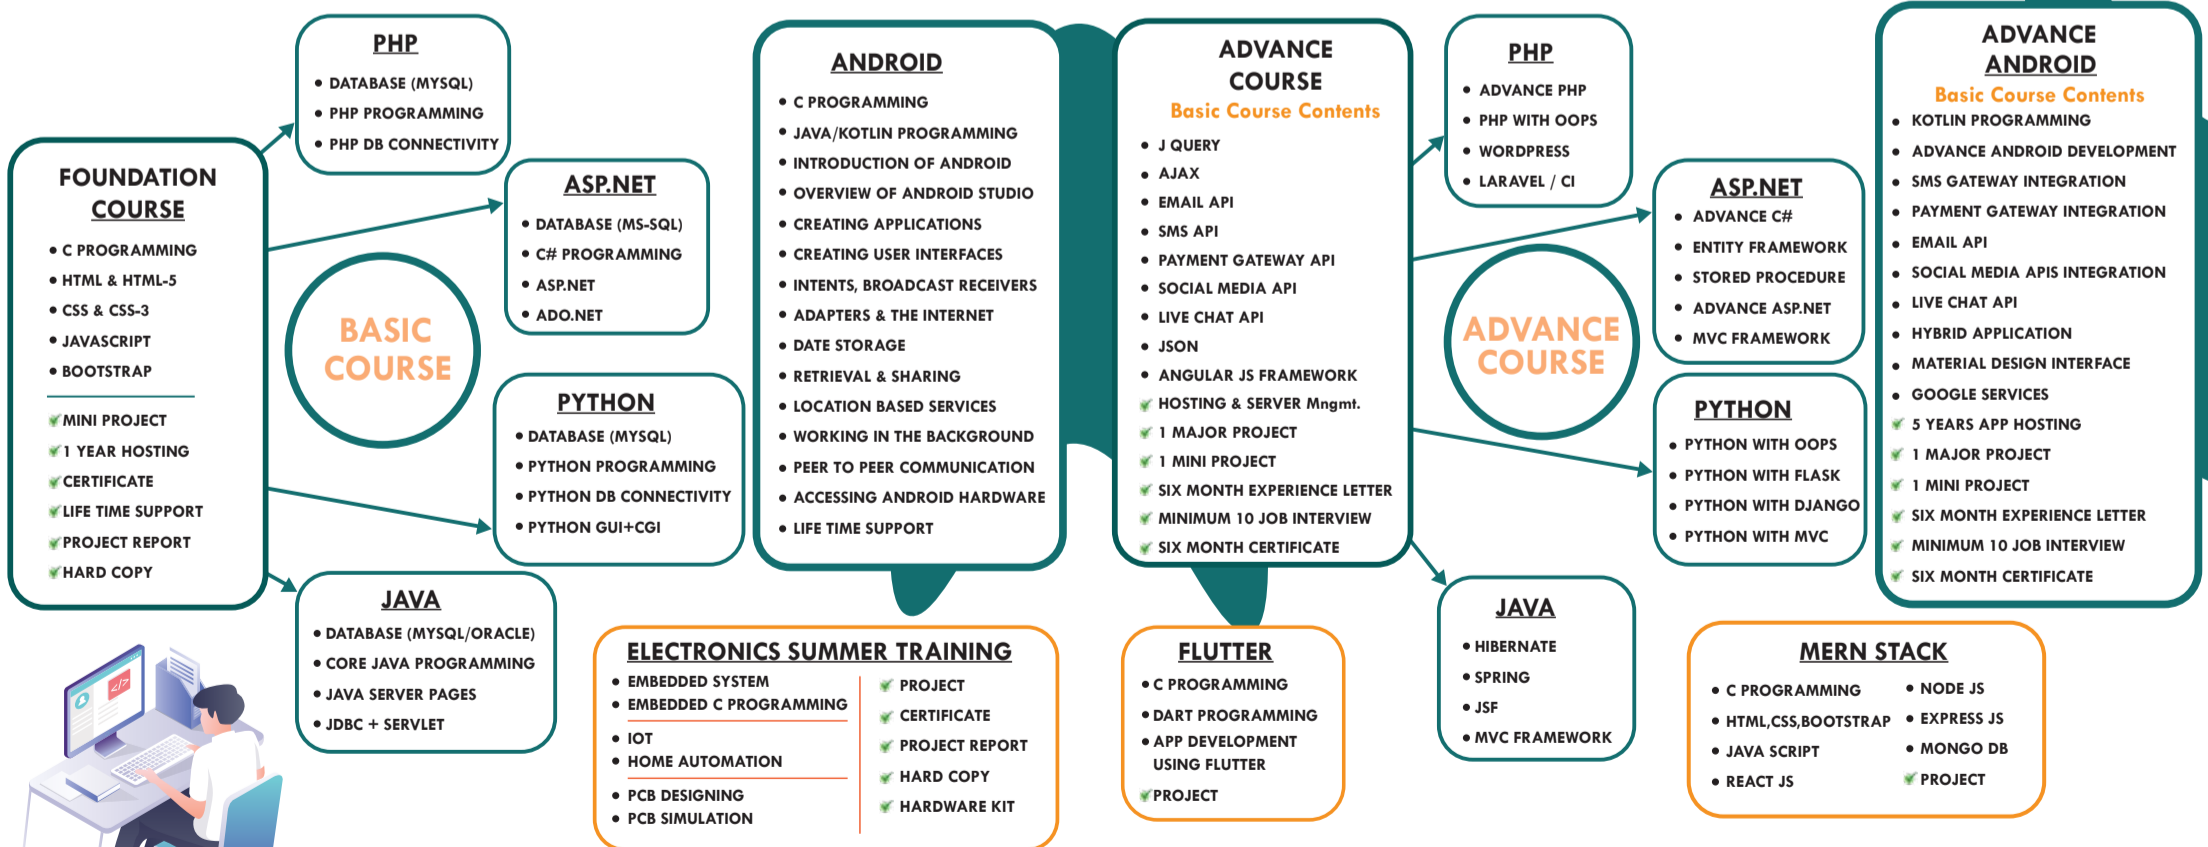 FOUNDATION
COURSE
• C PROGRAMMING
• HTML & HTML-5
• CSS & CSS-3
• JAVASCRIPT
• BOOTSTRAP
MINI PROJECT
1 YEAR HOSTING
CERTIFICATE
LIFE TIME SUPPORT
PROJECT REPORT
HARD COPY
PHP
• DATABASE (MYSQL)
• PHP PROGRAMMING
• PHP DB CONNECTIVITY
ASP.NET
• DATABASE (MS-SQL)
• C# PROGRAMMING
• ASP.NET
• ADO.NET
BASIC
COURSE
PYTHON
• DATABASE (MYSQL)
• PYTHON PROGRAMMING
• PYTHON DB CONNECTIVITY
• PYTHON GUI+CGI
JAVA
• DATABASE (MYSQL/ORACLE)
• CORE JAVA PROGRAMMING
• JAVA SERVER PAGES
• JDBC + SERVLET
</>
ANDROID
• C PROGRAMMING
• JAVA/KOTLIN PROGRAMMING
• INTRODUCTION OF ANDROID
• OVERVIEW OF ANDROID STUDIO
• CREATING APPLICATIONS
• CREATING USER INTERFACES
• INTENTS, BROADCAST RECEIVERS
• ADAPTERS & THE INTERNET
• DATE STORAGE
• RETRIEVAL & SHARING
• LOCATION BASED SERVICES
• WORKING IN THE BACKGROUND
• PEER TO PEER COMMUNICATION
• ACCESSING ANDROID HARDWARE
• LIFE TIME SUPPORT
ELECTRONICS SUMMER TRAINING
• EMBEDDED SYSTEM
• EMBEDDED C PROGRAMMING
• IOT
• HOME AUTOMATION
• PCB DESIGNING
• PCB SIMULATION
PROJECT
CERTIFICATE
PROJECT REPORT
HARD COPY
HARDWARE KIT
ADVANCE
COURSE
Basic Course Contents
• J QUERY
• AJAX
• EMAIL API
• SMS API
• PAYMENT GATEWAY API
• SOCIAL MEDIA API
• LIVE CHAT API
• JSON
• ANGULAR JS FRAMEWORK
HOSTING & SERVER Mngmt.
1 MAJOR PROJECT
1 MINI PROJECT
SIX MONTH EXPERIENCE LETTER
MINIMUM 10 JOB INTERVIEW
SIX MONTH CERTIFICATE
FLUTTER
• C PROGRAMMING
• DART PROGRAMMING
• APP DEVELOPMENT
USING FLUTTER
PROJECT
PHP
• ADVANCE PHP
• PHP WITH OOPS
• WORDPRESS
• LARAVEL / CI
ASP.NET
• ADVANCE C#
• ENTITY FRAMEWORK
• STORED PROCEDURE
• ADVANCE ASP.NET
• MVC FRAMEWORK
ADVANCE
COURSE
PYTHON
• PYTHON WITH OOPS
• PYTHON WITH FLASK
• PYTHON WITH DJANGO
• PYTHON WITH MVC
JAVA
• HIBERNATE
• SPRING
• JSF
• MVC FRAMEWORK
ADVANCE
ANDROID
Basic Course Contents
• KOTLIN PROGRAMMING
• ADVANCE ANDROID DEVELOPMENT
• SMS GATEWAY INTEGRATION
• PAYMENT GATEWAY INTEGRATION
• EMAIL API
• SOCIAL MEDIA APIS INTEGRATION
• LIVE CHAT API
• HYBRID APPLICATION
• MATERIAL DESIGN INTERFACE
• GOOGLE SERVICES
5 YEARS APP HOSTING
1 MAJOR PROJECT
1 MINI PROJECT
SIX MONTH EXPERIENCE LETTER
MINIMUM 10 JOB INTERVIEW
SIX MONTH CERTIFICATE
MERN STACK
• C PROGRAMMING
• HTML,CSS,BOOTSTRAP
• JAVA SCRIPT
• REACT JS
• NODE JS
• EXPRESS JS
• MONGO DB
PROJECT